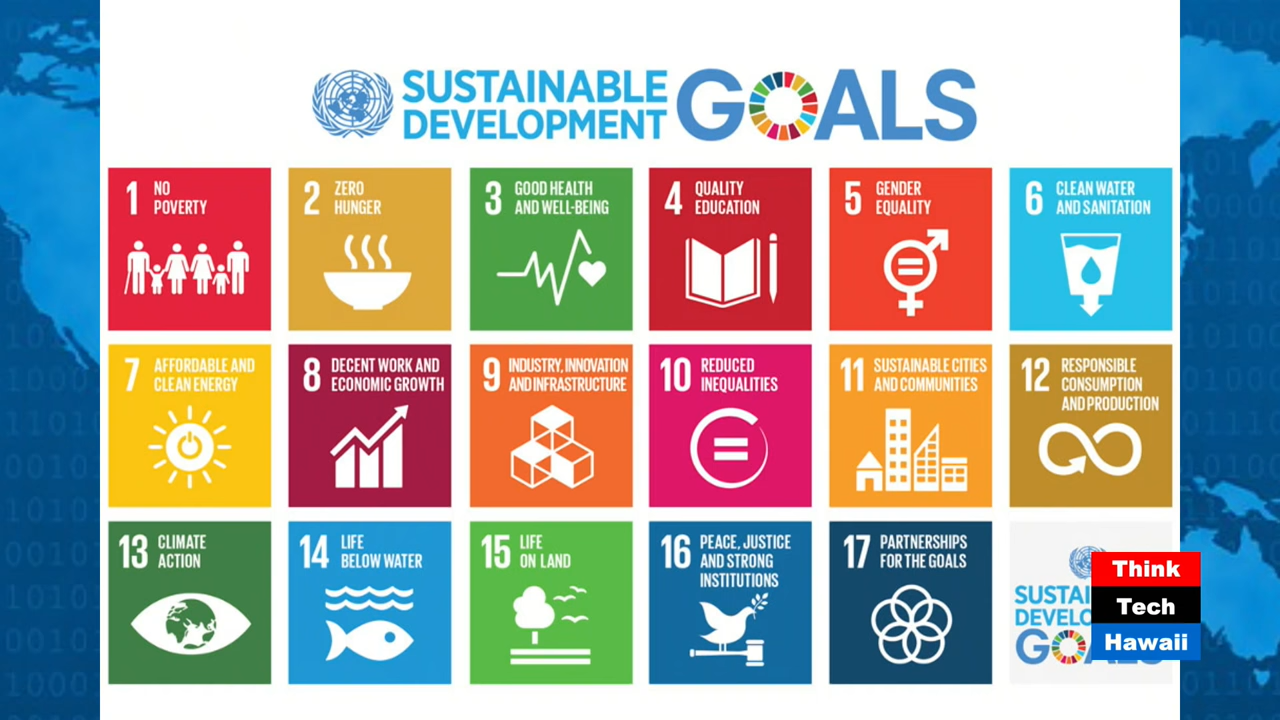 SUSTAINABLE
DEVELOPMENT
GOALS
1 NO
POVERTY
2 ZERO
HUNGER
3 GOOD HEALTH
AND WELL-BEING
4 QUALITY
EDUCATION
5 GENDER
EQUALITY
6 CLEAN WATER
AND SANITATION
7 AFFORDABLE AND
CLEAN ENERGY
8 DECENT WORK AND
ECONOMIC GROWTH
9 INDUSTRY, INNOVATION
AND INFRASTRUCTURE
10 REDUCED
INEQUALITIES
11 SUSTAINABLE CITIES
AND COMMUNITIES
12 RESPONSIBLE
CONSUMPTION
AND PRODUCTION
13 CLIMATE
ACTION
14 LIFE
BELOW WATER
15 LIFE
ON LAND
16 PEACE, JUSTICE
AND STRONG
INSTITUTIONS
17 PARTNERSHIPS
FOR THE GOALS
GOALS
Think
Tech
Hawaii